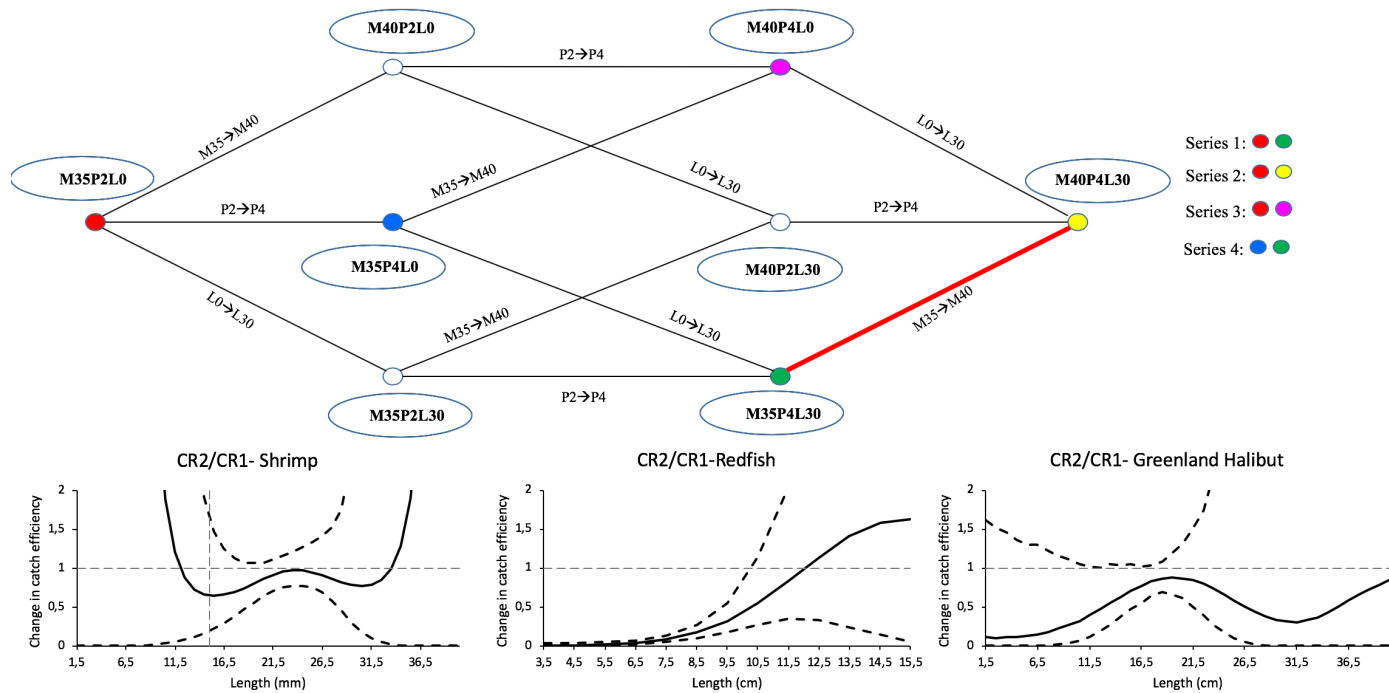 M40P2L0
M40P4L0
P2→P4
M35→M40
L0→L30
M35P2L0
P2→P4
M35→M40
L0→L30
M40P4L30
Series 1:
Series 2:
Series 3:
Series 4:
P2→P4
M35P4L0
M40P2L30
L0→L30
M35→M40
L0→L30
M35→M40
P2→P4
M35P2L30
M35P4L30
CR2/CR1- Shrimp
Change in catch efficiency
2
1,5
1
0,5
0
1,5 6,5 11,5 16,5 21,5 26,5 31,5 36,5
Length (mm)
CR2/CR1-Redfish
Change in catch efficiency
2
1,5
1
0,5
0
3,5 4,5 5,5 6,5 7,5 8,5 9,5 10,5 11,5 12,5 13,5 14,5 15,5
Length (cm)
CR2/CR1- Greenland Halibut
Change in catch efficiency
2
1,5
1
0,5
0
1,5 6,5 11,5 16,5 21,5 26,5 31,5 36,5
Length (cm)